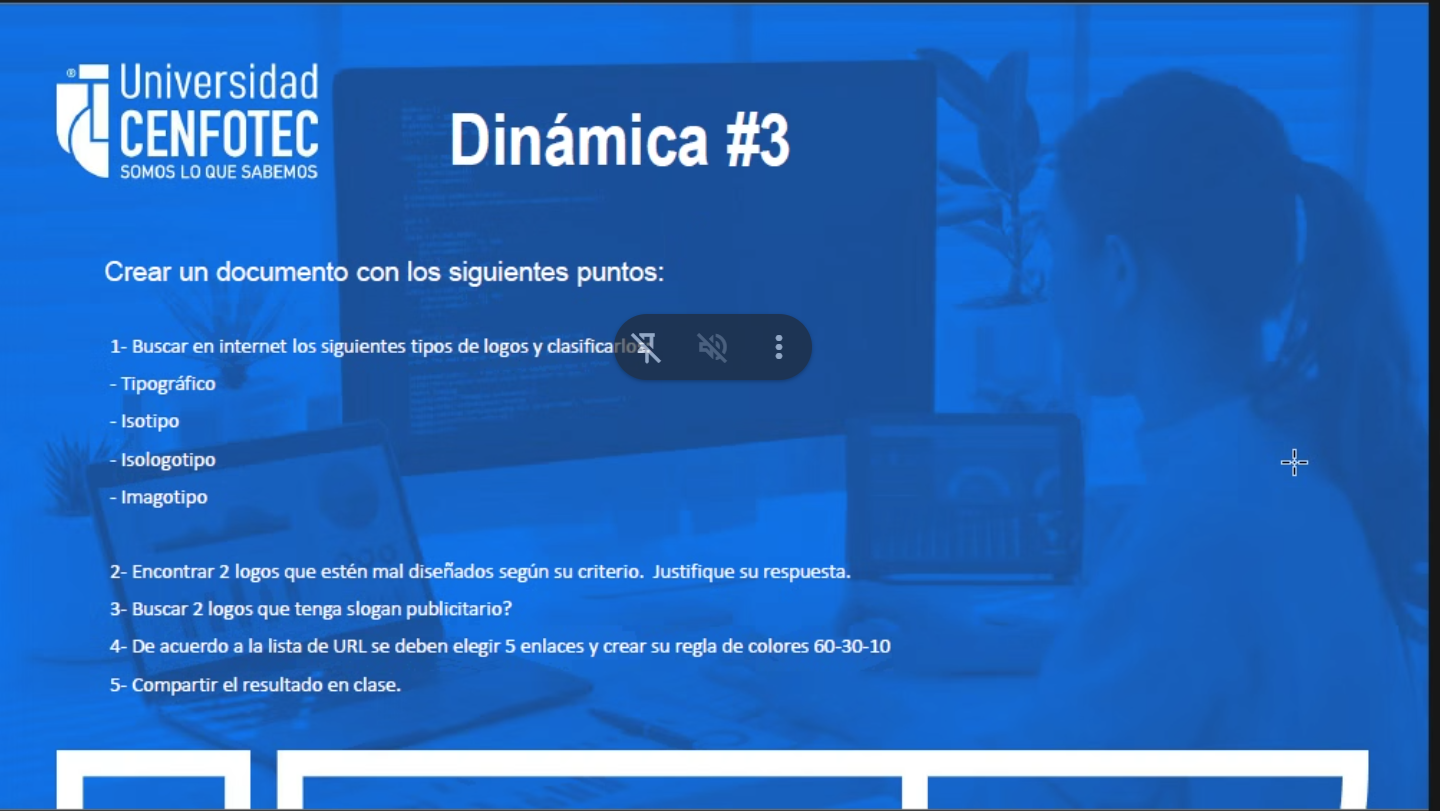 ®
Universidad
CENFOTEC
SOMOS LO QUE SABEMOS
Dinámica #3
Crear un documento con los siguientes puntos:
1- Buscar en internet los siguientes tipos de logos y clasificarlos
- Tipográfico
- Isotipo
- Isologotipo
- Imagotipo
2- Encontrar 2 logos que estén mal diseñados según su criterio. Justifique su respuesta.
3- Buscar 2 logos que tenga slogan publicitario?
4- De acuerdo a la lista de URL se deben elegir 5 enlaces y crear su regla de colores 60-30-10
5- Compartir el resultado en clase.